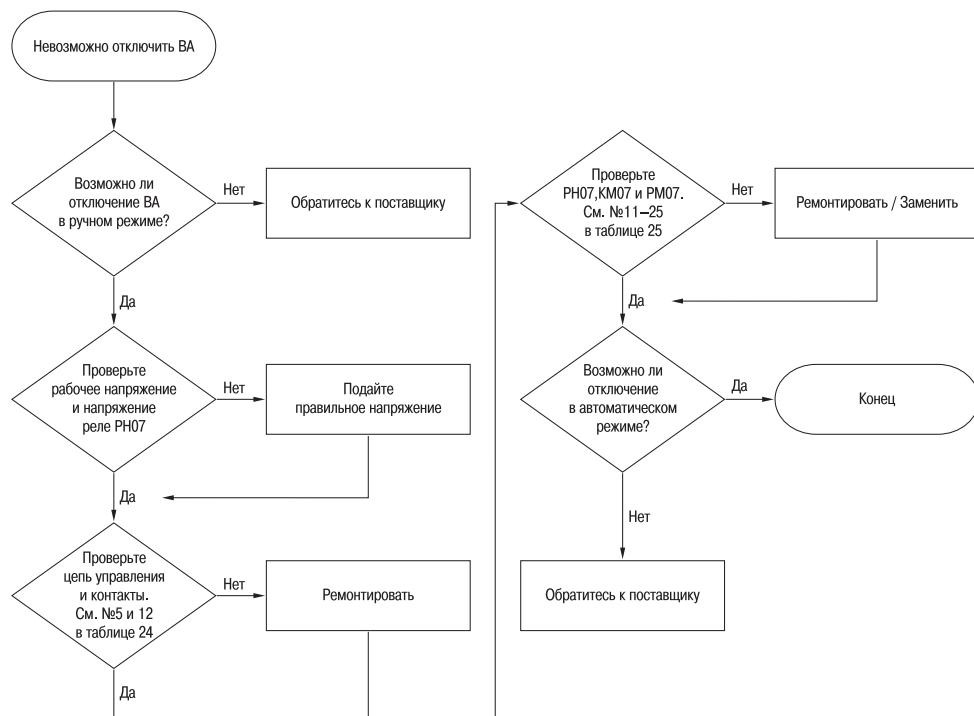 Невозможно отключить ВА
Возможно ли
отключение ВА
в ручном режиме?
Нет
Обратитесь к поставщику
Да
Проверьте
рабочее напряжение
и напряжение
реле РН07
Нет
Подайте
правильное напряжение
Да
Проверьте
цепь управления
и контакты.
См. №5 и 12
в таблице 24
Нет
Ремонтировать
Да
Проверьте
РН07,КМ07 и РМ07.
См. №11–25
в таблице 25
Нет
Ремонтировать / Заменить
Да
Возможно ли
отключение
в автоматическом
режиме?
Да
Конец
Нет
Обратитесь к поставщику